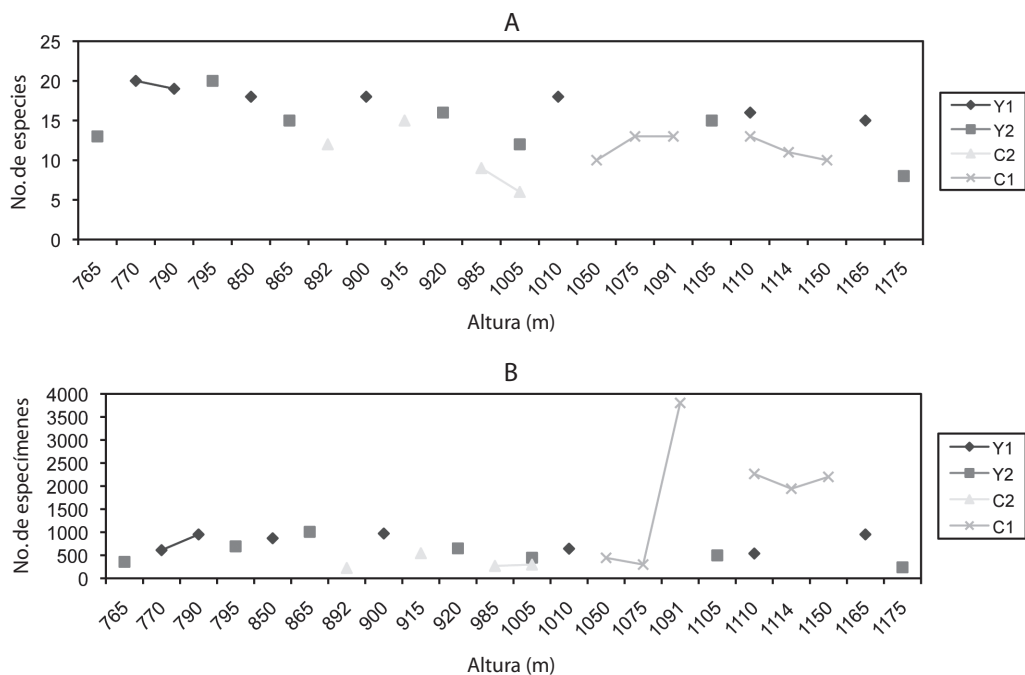 A
No. de especies
25
20
15
10
5
0
765 770 790 795 850 865 892 900 915 920 985 1005 1010 1050 1075 1091 1105 1110 1114 1150 1165 1175
Altura (m)
Y1
Y2
C2
C1
B
No. de especímenes
4000
3500
3000
2500
2000
1500
1000
500
0
765 770 790 795 850 865 892 900 915 920 985 1005 1010 1050 1075 1091 1105 1110 1114 1150 1165 1175
Altura (m)
Y1
Y2
C2
C1